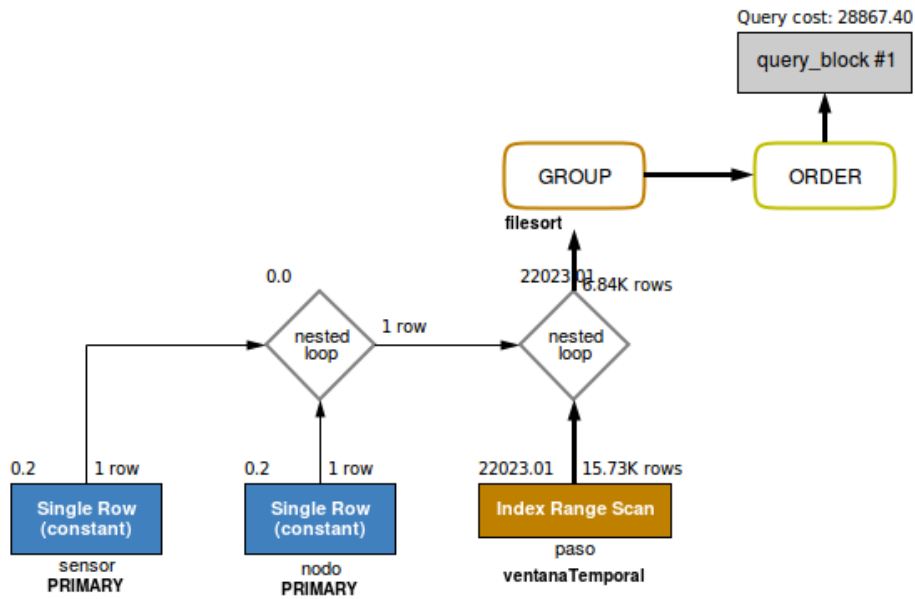 Query cost: 28867.40
query_block #1
GROUP
ORDER
filesort
0.0
22023.01
6.84K rows
nested
loop
1 row
nested
loop
0.2
1 row
0.2
1 row
22023.01
15.73K rows
Single Row
(constant)
Single Row
(constant)
Index Range Scan
sensor
PRIMARY
nodo
PRIMARY
paso
ventanaTemporal